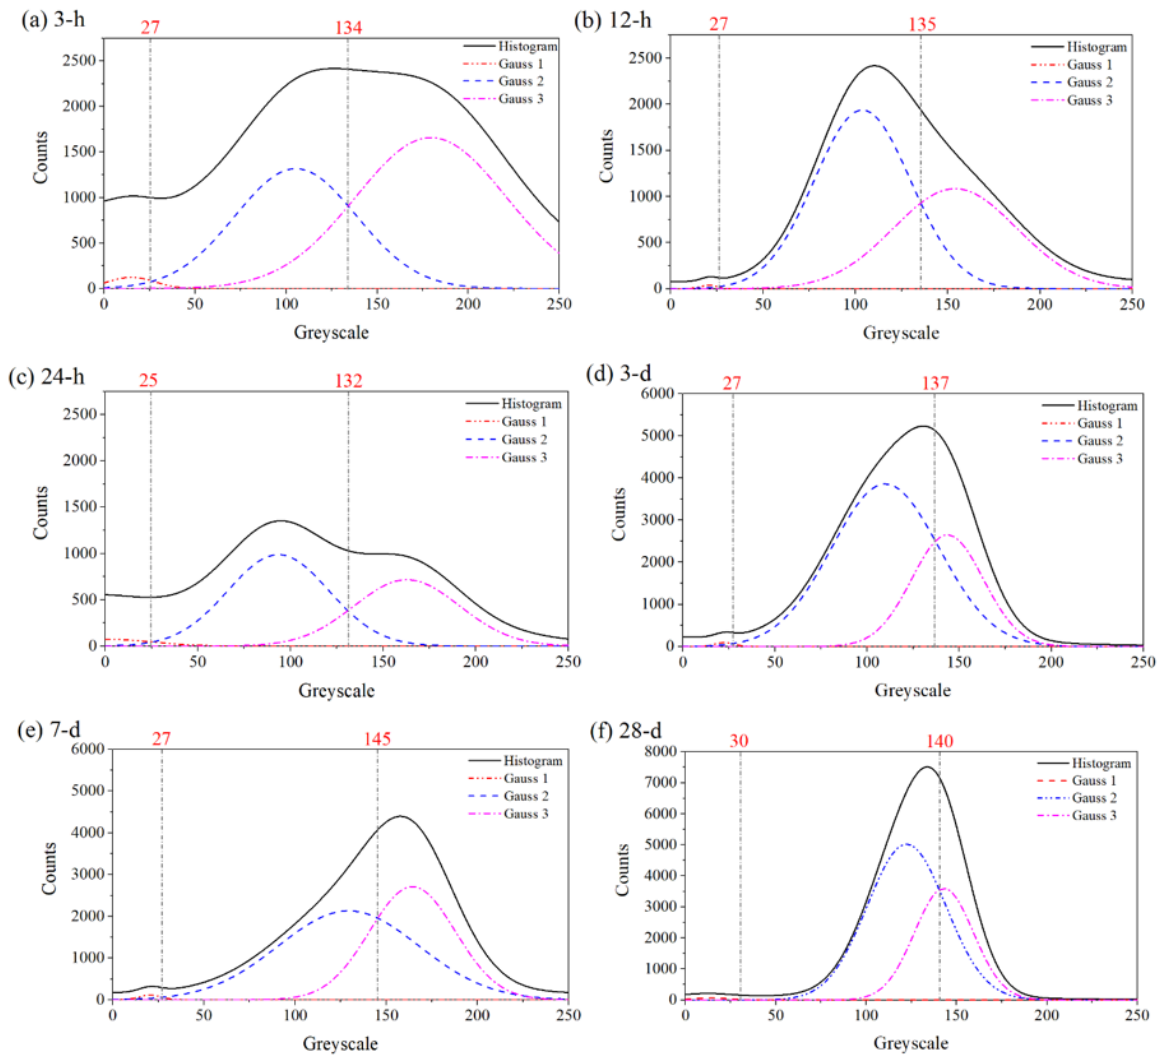 (a) 3-h
27
134
Histogram
Gauss 1
Gauss 2
Gauss 3
2500
2000
1500
1000
500
0
Counts
0 50 100 150 200 250
Greyscale
(b) 12-h
27
135
Histogram
Gauss 1
Gauss 2
Gauss 3
2500
2000
1500
1000
500
0
Counts
0 50 100 150 200 250
Greyscale
(c) 24-h
25
132
Histogram
Gauss 1
Gauss 2
Gauss 3
2500
2000
1500
1000
500
0
Counts
0 50 100 150 200 250
Greyscale
(d) 3-d
27
137
Histogram
Gauss 1
Gauss 2
Gauss 3
6000
5000
4000
3000
2000
1000
0
Counts
0 50 100 150 200 250
Greyscale
(e) 7-d
27
145
Histogram
Gauss 1
Gauss 2
Gauss 3
6000
5000
4000
3000
2000
1000
0
Counts
0 50 100 150 200 250
Greyscale
(f) 28-d
30
140
Histogram
Gauss 1
Gauss 2
Gauss 3
8000
7000
6000
5000
4000
3000
2000
1000
0
Counts
0 50 100 150 200 250
Greyscale